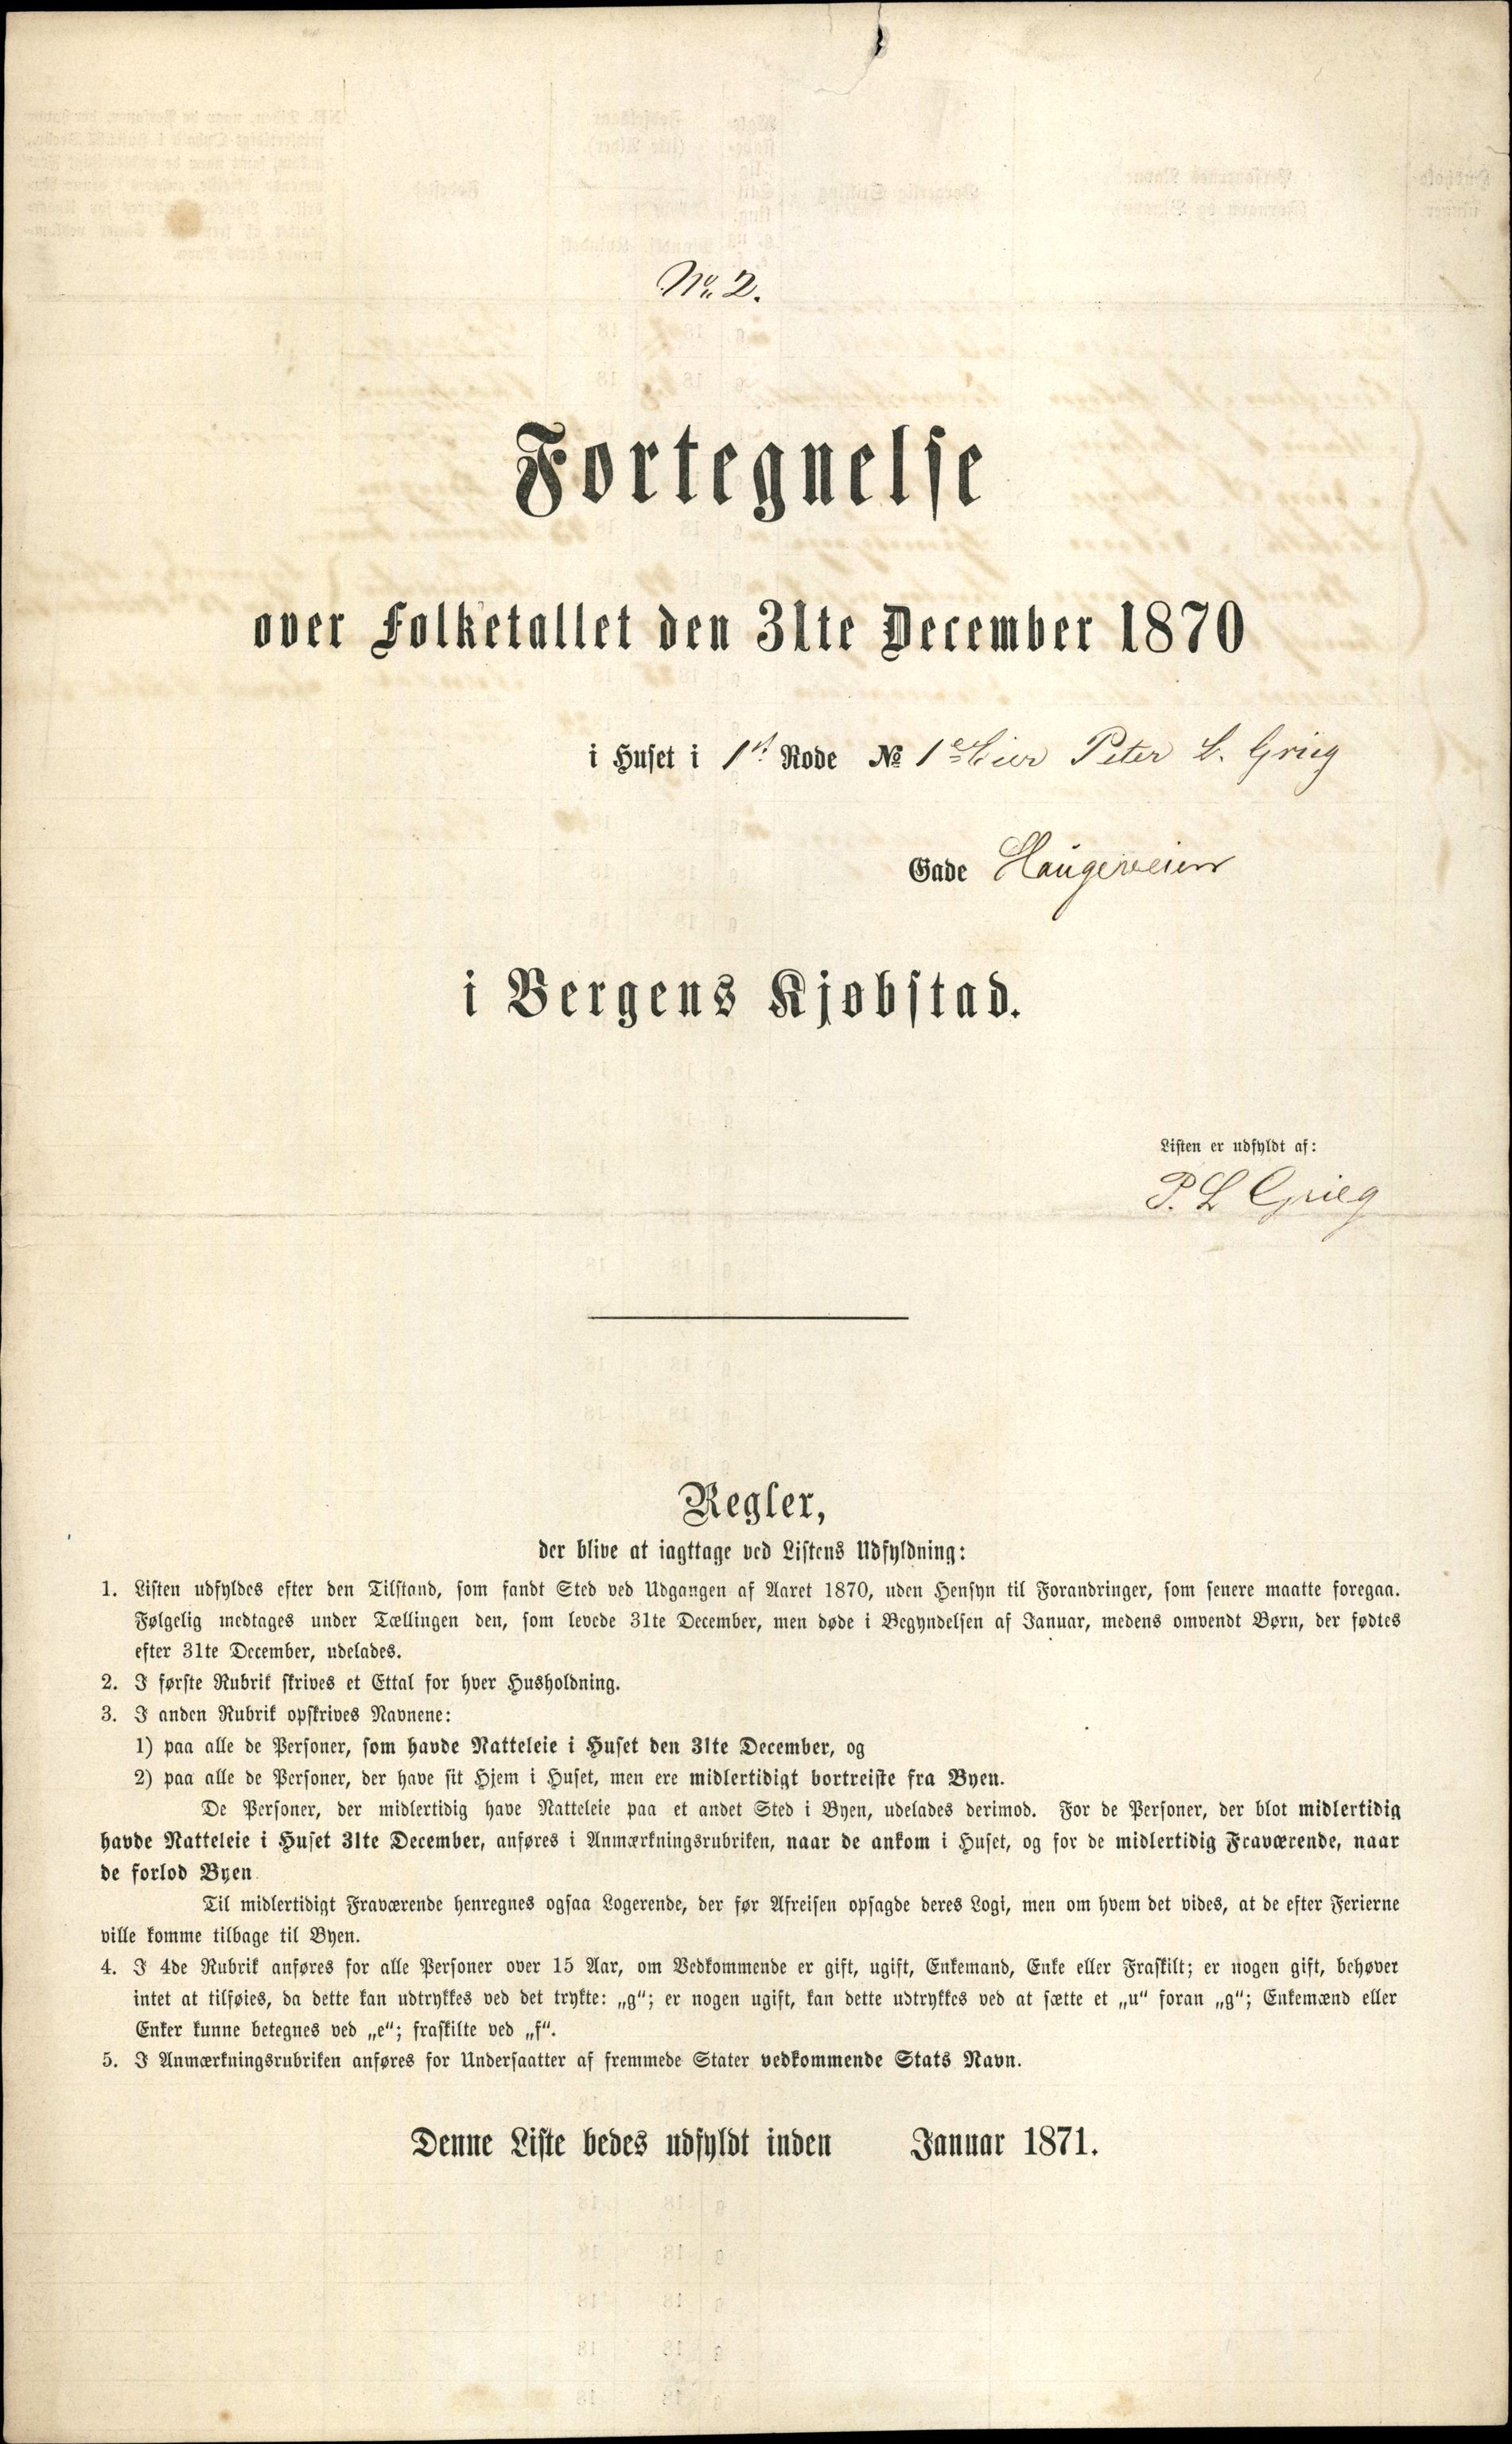 No. 2.
Fortegnelse
over Folketallet den 31te December 1870
i Huset i 1st Rode No 1e Eier Peter L. Grieg
Gade Haugeveien
i Bergens Kjøbstad.
Listen er udfyldt af:
P. L Grieg
Regler,
der blive at iagttage ved Listens Udfyldning:
1. Listen udfyldes efter den Tilstand, som fandt Sted ved Udgangen af Aaret 1870, uden Hensyn til Forandringer, som senere maatte foregaa.
Følgelig medtages under Tællingen den, som levede 31te December, men døde i Begyndelsen af Januar, medens omvendt Børn, der fødtes
efter 31te December, udelades.
2. I første Rubrik skrives et Ettal for hver Husholdning.
3. I anden Rubrik opskrives Navnene:
1) paa alle de Personer, som havde Natteleie i Huset den 31te December, og
2) paa alle de Personer, der have sit Hjem i Huset, men ere midlertidigt bortreiste fra Byen.
De Personer, der midlertidig have Natteleie paa et andet Sted i Byen, udelades derimod. For de Personer, der blot midlertidig
havde Natteleie i Huset 31te December, anføres i Anmærkningsrubriken, naar de ankom i Huset, og for de midlertidig Fraværende, naar
de forlod Byen.
Til midlertidigt Fraværende henregnes ogsaa Logerende, der før Afreisen opsagde deres Logi, men om hvem det vides, at de efter Ferierne
ville komme tilbage til Byen.
4. I 4de Rubrik anføres for alle Personer over 15 Aar, om Vedkommende er gift, ugift, Enkemand, Enke eller Fraskilt; er nogen gift, behøver
intet at tilføies, da dette kan udtrykkes ved det trykte: „g“; er nogen ugift, kan dette udtrykkes ved at sætte et „u“ foran „g“; Enkemænd eller
Enker kunne betegnes ved „e“; fraskilte ved „f“.
5. I Anmærkningsrubriken anføres for Undersaatter af fremmede Stater vedkommende Stats Navn.
Denne Liste bedes udfyldt inden Januar 1871.